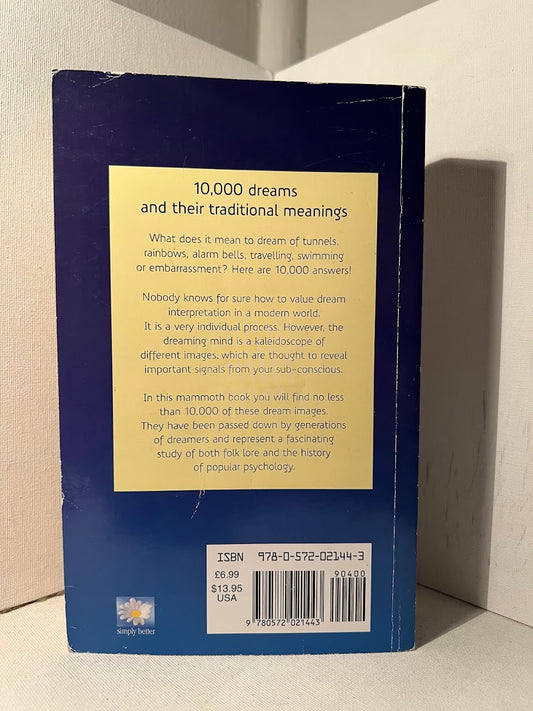 10,000 dreams
and their traditional meanings
What does it mean to dream of tunnels,
rainbows, alarm bells, travelling, swimming
or embarrassment? Here are 10,000 answers!
Nobody knows for sure how to value dream
interpretation in a modern world.
It is a very individual process. However, the
dreaming mind is a kaleidoscope of
different images, which are thought to reveal
important signals from your sub-conscious.
In this mammoth book you will find no less
than 10,000 of these dream images.
They have been passed down by generations
of dreamers and represent a fascinating
study of both folk lore and the history
of popular psychology.
ISBN 978-0-572-02144-3
£6.99
$13.95
USA
90400
9 780572 021443
simply better